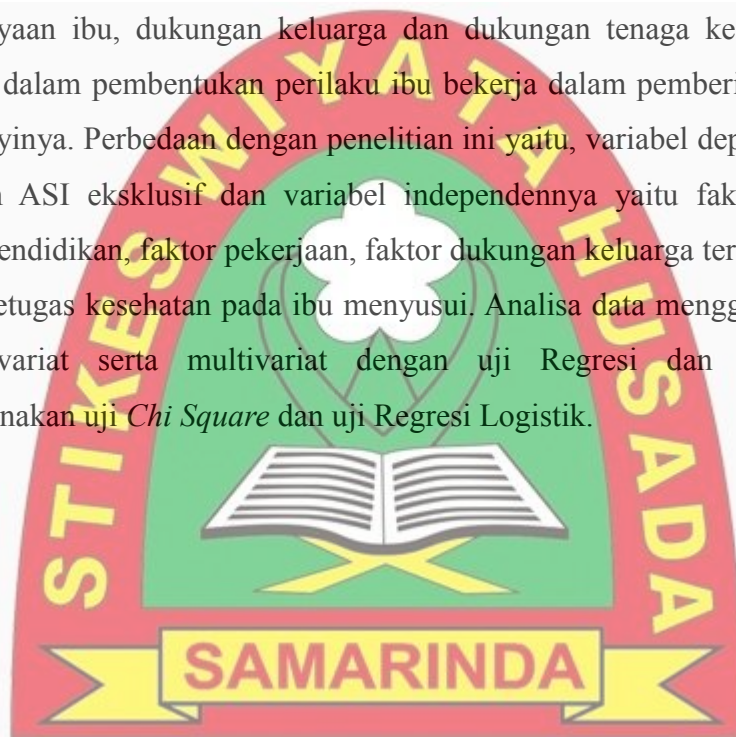 yaan ibu, dukungan keluarga dan dukungan tenaga ke
dalam pembentukan perilaku ibu bekerja dalam pemberi
yinya. Perbedaan dengan penelitian ini yaitu, variabel dep
ASI eksklusif dan variabel independennya yaitu fak
endidikan, faktor pekerjaan, faktor dukungan keluarga ter
etugas kesehatan pada ibu menyusui. Analisa data mengg
variat serta multivariat dengan uji Regresi dan
nakan uji Chi Square dan uji Regresi Logistik.
STIKES WIYATA HUSADA
SAMARINDA